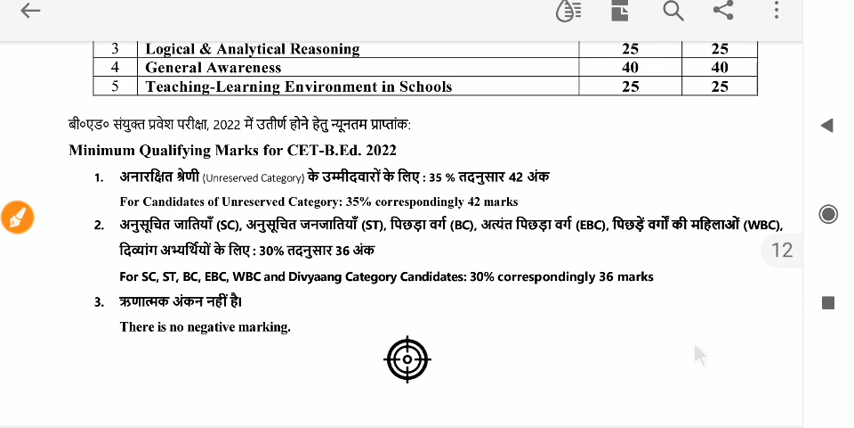 3 Logical & Analytical Reasoning 25 25
4 General Awareness 40 40
5 Teaching-Learning Environment in Schools 25 25
बी०एड० संयुक्त प्रवेश परीक्षा, 2022 में उतीर्ण होने हेतु न्यूनतम प्राप्तांक:
Minimum Qualifying Marks for CET-B.Ed. 2022
1. अनारक्षित श्रेणी (Unreserved Category) के उम्मीदवारों के लिए : 35 % तदनुसार 42 अंक
For Candidates of Unreserved Category: 35% correspondingly 42 marks
2. अनुसूचित जातियाँ (SC), अनुसूचित जनजातियाँ (ST), पिछड़ा वर्ग (BC), अत्यंत पिछड़ा वर्ग (EBC), पिछड़ें वर्गों की महिलाओं (WBC),
दिव्यांग अभ्यर्थियों के लिए : 30% तदनुसार 36 अंक
12
For SC, ST, BC, EBC, WBC and Divyaang Category Candidates: 30% correspondingly 36 marks
3. ऋणात्मक अंकन नहीं है।
There is no negative marking.